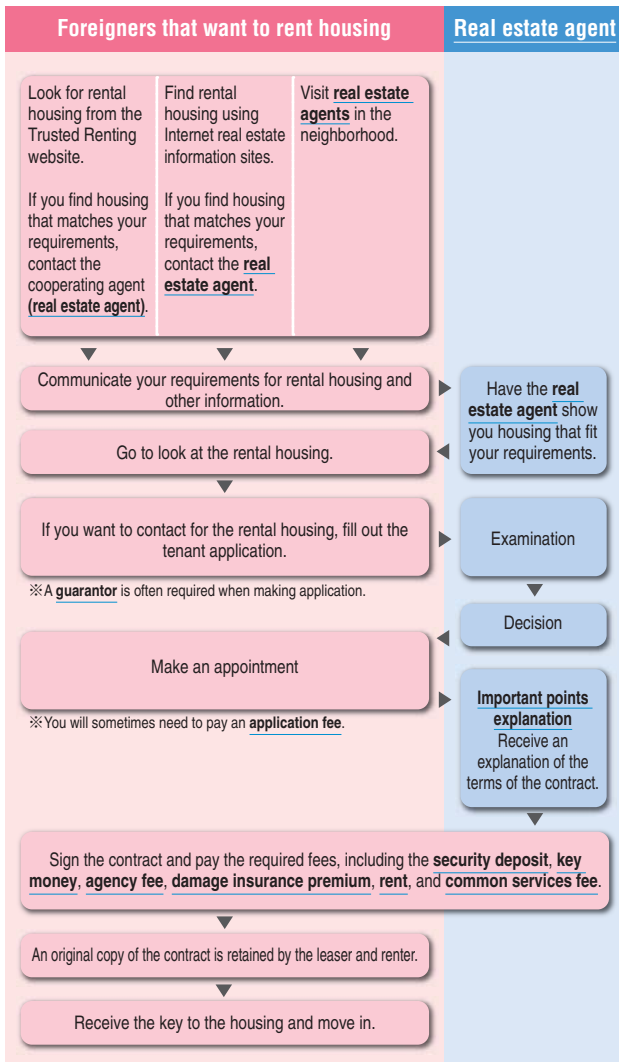 Foreigners that want to rent housing
Real estate agent
Look for rental
housing from the
Trusted Renting
website.
If you find housing
that matches your
requirements,
contact the
cooperating agent
(real estate agent).
Find rental
housing using
Internet real estate
information sites.
If you find housing
that matches your
requirements,
contact the real
estate agent.
Visit real estate
agents in the
neighborhood.
Communicate your requirements for rental housing and
other information.
Have the real
estate agent show
you housing that fit
your requirements.
Go to look at the rental housing.
If you want to contact for the rental housing, fill out the
tenant application.
Examination
※A guarantor is often required when making application.
Decision
Make an appointment
※You will sometimes need to pay an application fee.
Important points
explanation
Receive an
explanation of the
terms of the contract.
Sign the contract and pay the required fees, including the security deposit, key
money, agency fee, damage insurance premium, rent, and common services fee.
An original copy of the contract is retained by the leaser and renter.
Receive the key to the housing and move in.